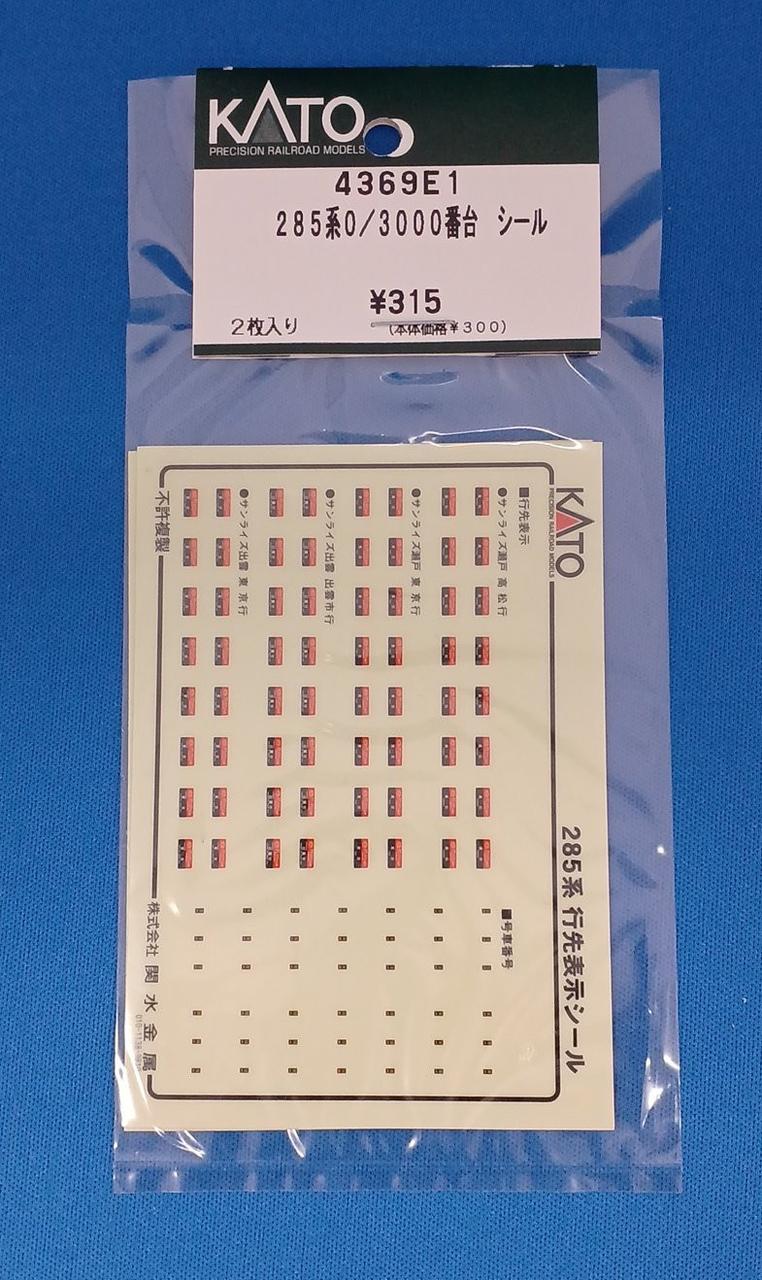 KATO
PRECISION RAILROAD MODELS
4369E1
285系0/3000番台 シール
¥315
2枚入り
(本体価格¥300)
KATO
PRECISION RAILROAD MODELS
285系 行先表示シール
■行先表示
●サンライズ瀬戸 高松行
●サンライズ瀬戸 東京行
●サンライズ出雲 出雲市行
●サンライズ出雲 東京行
■号車番号
不許複製
株式会社 関水金属